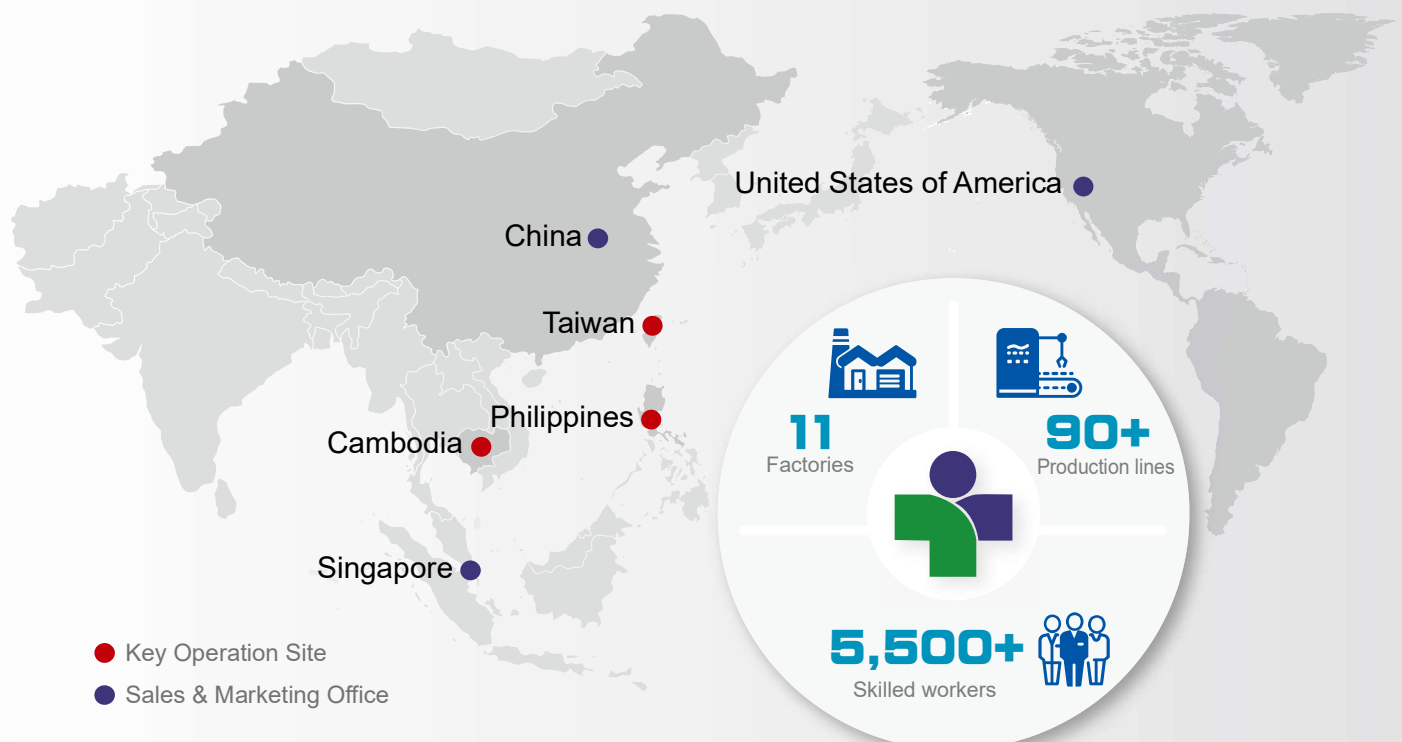 United States of America
China
Taiwan
Philippines
Cambodia
Singapore
Key Operation Site
Sales & Marketing Office
11
Factories
90+
Production lines
5,500+
Skilled workers